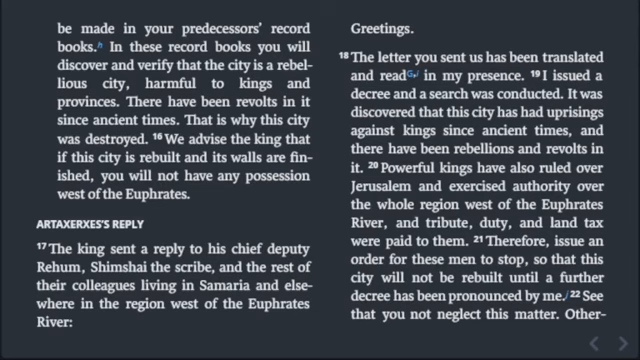 be made in your predecessors' record
books.ʰ In these record books you will
discover and verify that the city is a rebel-
lious city, harmful to kings and
provinces. There have been revolts in it
since ancient times. That is why this city
was destroyed. ¹⁶ We advise the king that
if this city is rebuilt and its walls are fin-
ished, you will not have any possession
west of the Euphrates.
ARTAXERXES'S REPLY
¹⁷ The king sent a reply to his chief deputy
Rehum, Shimshai the scribe, and the rest of
their colleagues living in Samaria and else-
where in the region west of the Euphrates
River:
Greetings.
¹⁸ The letter you sent us has been translated
and readᴳ,ⁱ in my presence. ¹⁹ I issued a
decree and a search was conducted. It was
discovered that this city has had uprisings
against kings since ancient times, and
there have been rebellions and revolts in
it. ²⁰ Powerful kings have also ruled over
Jerusalem and exercised authority over
the whole region west of the Euphrates
River, and tribute, duty, and land tax
were paid to them. ²¹ Therefore, issue an
order for these men to stop, so that this
city will not be rebuilt until a further
decree has been pronounced by me.ʲ ²² See
that you not neglect this matter. Other-